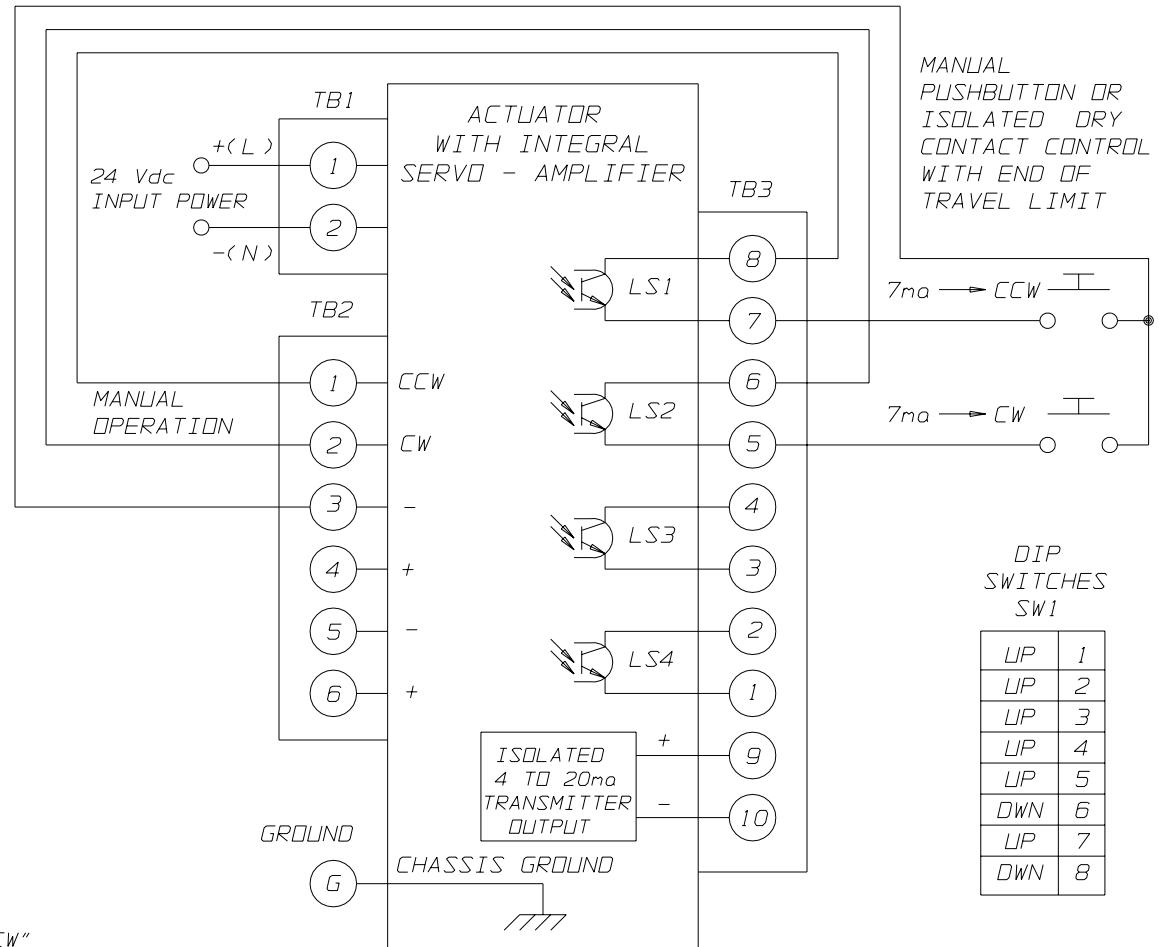 TB1
ACTUATOR
WITH INTEGRAL
SERVO - AMPLIFIER
+(L)
24 Vdc
INPUT POWER
-(N)
1
2
TB2
1
CCW
MANUAL
OPERATION
2
CW
3
-
4
+
5
-
6
+
TB3
8
LS1
7
6
LS2
5
4
LS3
3
2
LS4
1
ISOLATED
4 TO 20ma
TRANSMITTER
OUTPUT
+
9
-
10
GROUND
G
CHASSIS GROUND
MANUAL
PUSHBUTTON OR
ISOLATED DRY
CONTACT CONTROL
WITH END OF
TRAVEL LIMIT
7ma
CCW
7ma
CW
DIP
SWITCHES
SW1
UP 1
UP 2
UP 3
UP 4
UP 5
DWN 6
UP 7
DWN 8